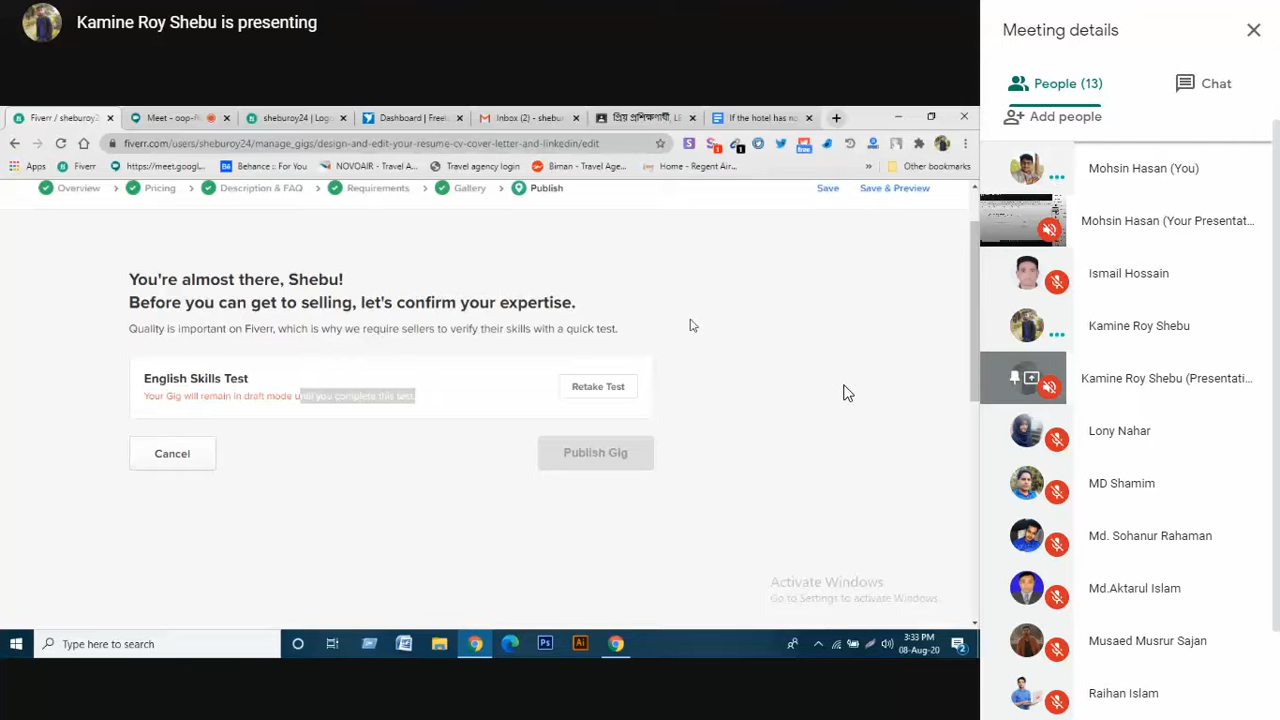 Kamine Roy Shebu is presenting
Fiverr / sheburoy2
Meet - oop-f
sheburoy24 | Log
Dashboard | Freel
Inbox (2) - shebu
প্রিয় প্রশিক্ষণার্থী
If the hotel has n
fiverr.com/users/sheburoy24/manage_gigs/design-and-edit-your-resume-cv-cover-letter-and-linkedin/edit
Apps
Fiverr
https://meet.googl...
Behance :: For You
NOVOAIR - Travel A...
Travel agency login
Biman - Travel Age...
Home - Regent Air...
»
Other bookmarks
Overview
Pricing
Description & FAQ
Requirements
Gallery
Publish
Save
Save & Preview
You're almost there, Shebu!
Before you can get to selling, let's confirm your expertise.
Quality is important on Fiverr, which is why we require sellers to verify their skills with a quick test.
English Skills Test
Your Gig will remain in draft mode until you complete this test.
Retake Test
Cancel
Publish Gig
Activate Windows
Go to Settings to activate Windows.
Type here to search
3:33 PM
08-Aug-20
2
Meeting details
People (13)
Chat
Add people
Mohsin Hasan (You)
Mohsin Hasan (Your Presentat...
Ismail Hossain
Kamine Roy Shebu
Kamine Roy Shebu (Presentati...
Lony Nahar
MD Shamim
Md. Sohanur Rahaman
Md.Aktarul Islam
Musaed Musrur Sajan
Raihan Islam